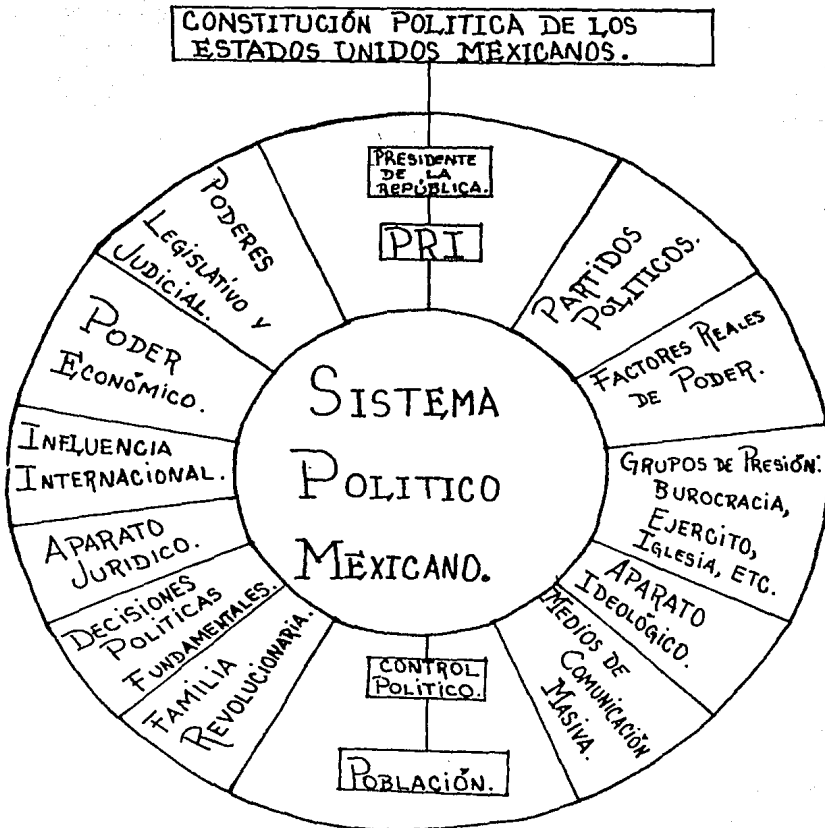 CONSTITUCIÓN POLITICA DE LOS
ESTADOS UNIDOS MEXICANOS.
PRESIDENTE
DE LA
REPÚBLICA.
PRI
PARTIDOS
POLITICOS.
FACTORES REALES
DE PODER.
GRUPOS DE PRESIÓN:
BUROCRACIA,
EJERCITO,
IGLESIA, ETC.
APARATO
IDEOLÓGICO.
MEDIOS DE
COMUNICACIÓN
MASIVA.
CONTROL
POLÍTICO.
POBLACIÓN.
FAMILIA
REVOLUCIONARIA.
DECISIONES
POLITICAS
FUNDAMENTALES.
APARATO
JURIDICO.
INFLUENCIA
INTERNACIONAL.
PODER
ECONÓMICO.
PODERES
LEGISLATIVO Y
JUDICIAL.
SISTEMA
POLITICO
MEXICANO.